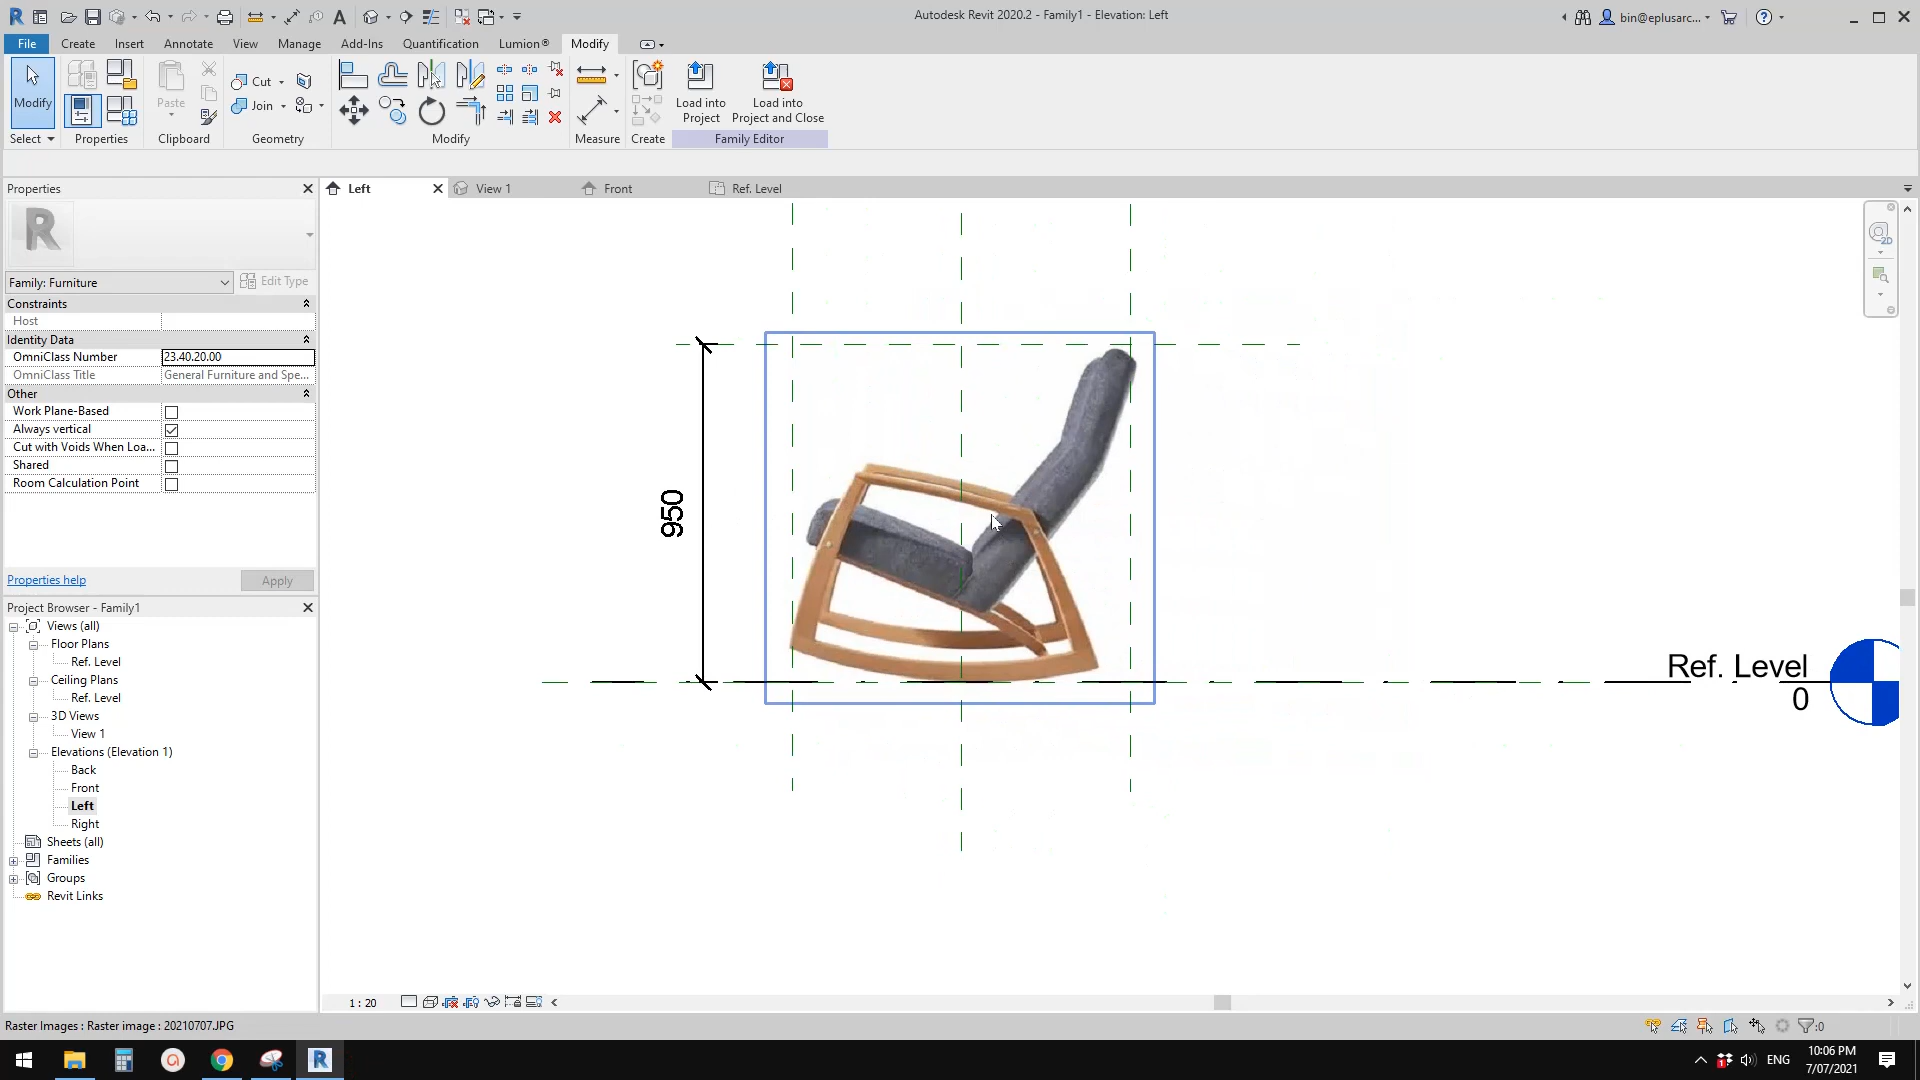 Autodesk Revit 2020.2 - Family1 - Elevation: Left
bin@eplusarc...
File
Create
Insert
Annotate
View
Manage
Add-Ins
Quantification
Lumion®
Modify
Modify
Paste
Cut
Join
Load into
Project
Load into
Project and Close
Select
Properties
Clipboard
Geometry
Modify
Measure
Create
Family Editor
Properties
Left
View 1
Front
Ref. Level
Family: Furniture
Edit Type
Constraints
Host
Identity Data
OmniClass Number
23.40.20.00
OmniClass Title
General Furniture and Spe...
Other
Work Plane-Based
Always vertical
Cut with Voids When Loa...
Shared
Room Calculation Point
Properties help
Apply
Project Browser - Family1
Views (all)
Floor Plans
Ref. Level
Ceiling Plans
Ref. Level
3D Views
View 1
Elevations (Elevation 1)
Back
Front
Left
Right
Sheets (all)
Families
Groups
Revit Links
950
Ref. Level
0
2D
1 : 20
Raster Images : Raster image : 20210707.JPG
:0
ENG
10:06 PM
7/07/2021